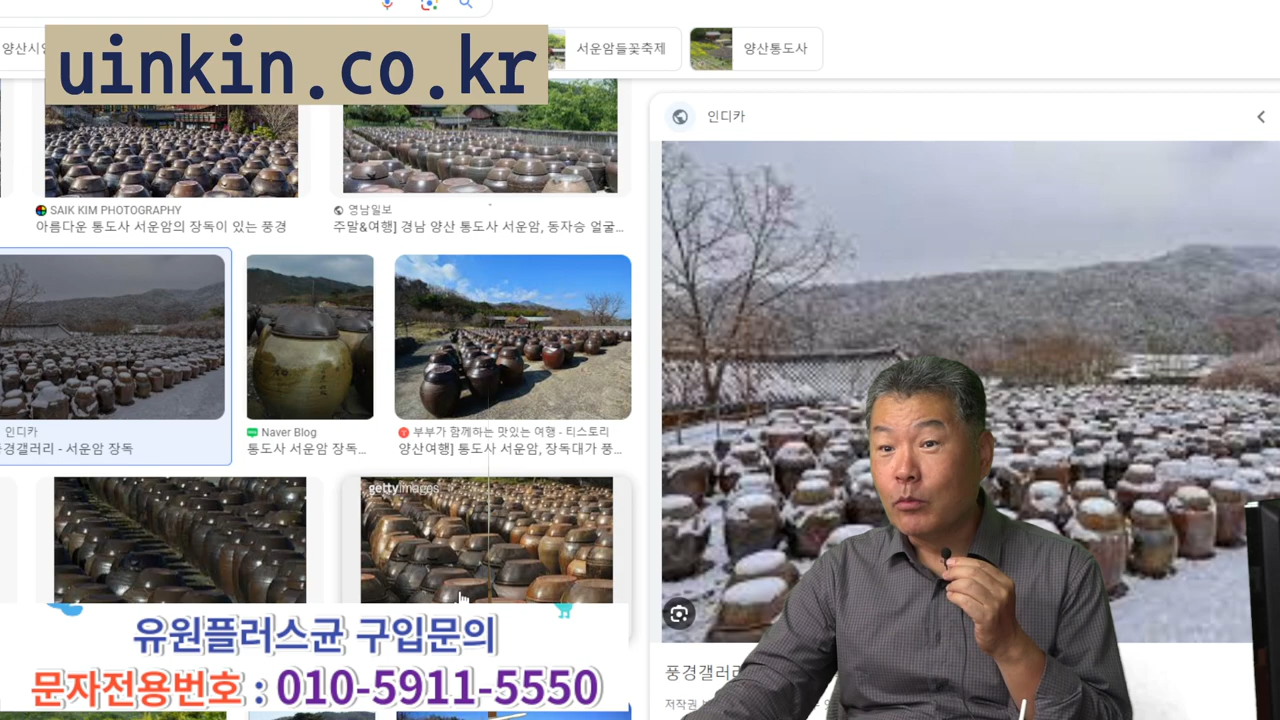 양산시
uinkin.co.kr
서운암들꽃축제
양산통도사
인디카
SAIK KIM PHOTOGRAPHY
아름다운 통도사 서운암의 장독이 있는 풍경
영남일보
주말&여행] 경남 양산 통도사 서운암, 동자승 얼굴...
인디카
경갤러리 - 서운암 장독
Naver Blog
통도사 서운암 장독...
부부가 함께하는 맛있는 여행 - 티스토리
양산여행] 통도사 서운암, 장독대가 풍...
gettyimages
유원플러스균 구입문의
문자전용번호 : 010-5911-5550
풍경갤러리
저작권